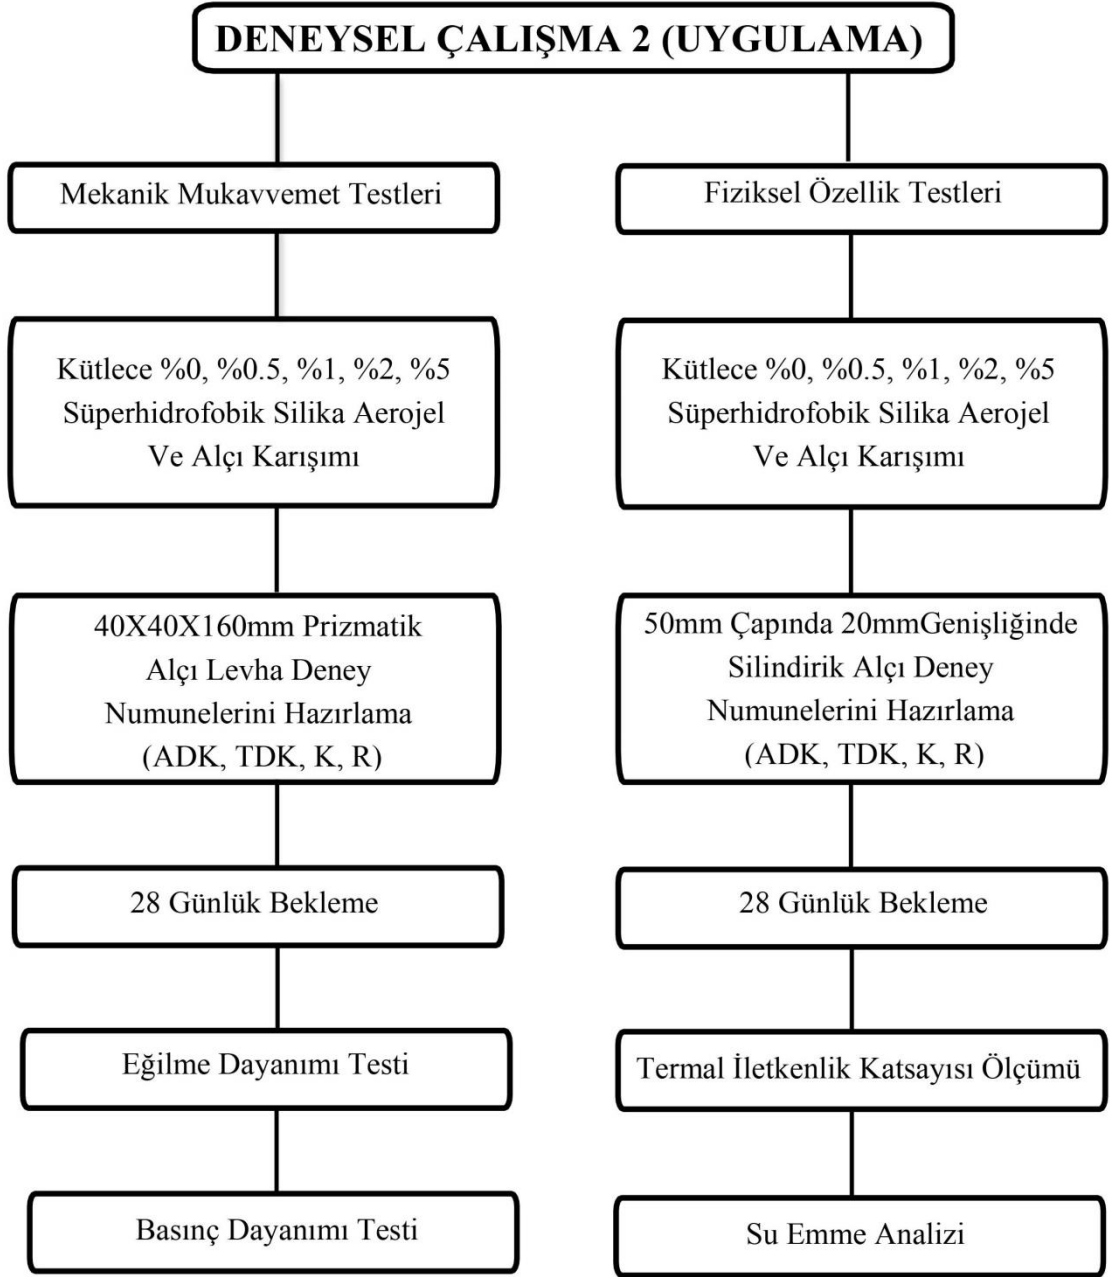 DENEYSEL ÇALIŞMA 2 (UYGULAMA)
Mekanik Mukavvemet Testleri
Kütlece %0, %0.5, %1, %2, %5
Süperhidrofobik Silika Aerojel
Ve Alçı Karışımı
40X40X160mm Prizmatik
Alçı Levha Deney
Numunelerini Hazırlama
(ADK, TDK, K, R)
28 Günlük Bekleme
Eğilme Dayanımı Testi
Basınç Dayanımı Testi
Fiziksel Özellik Testleri
Kütlece %0, %0.5, %1, %2, %5
Süperhidrofobik Silika Aerojel
Ve Alçı Karışımı
50mm Çapında 20mmGenişliğinde
Silindirik Alçı Deney
Numunelerini Hazırlama
(ADK, TDK, K, R)
28 Günlük Bekleme
Termal İletkenlik Katsayısı Ölçümü
Su Emme Analizi